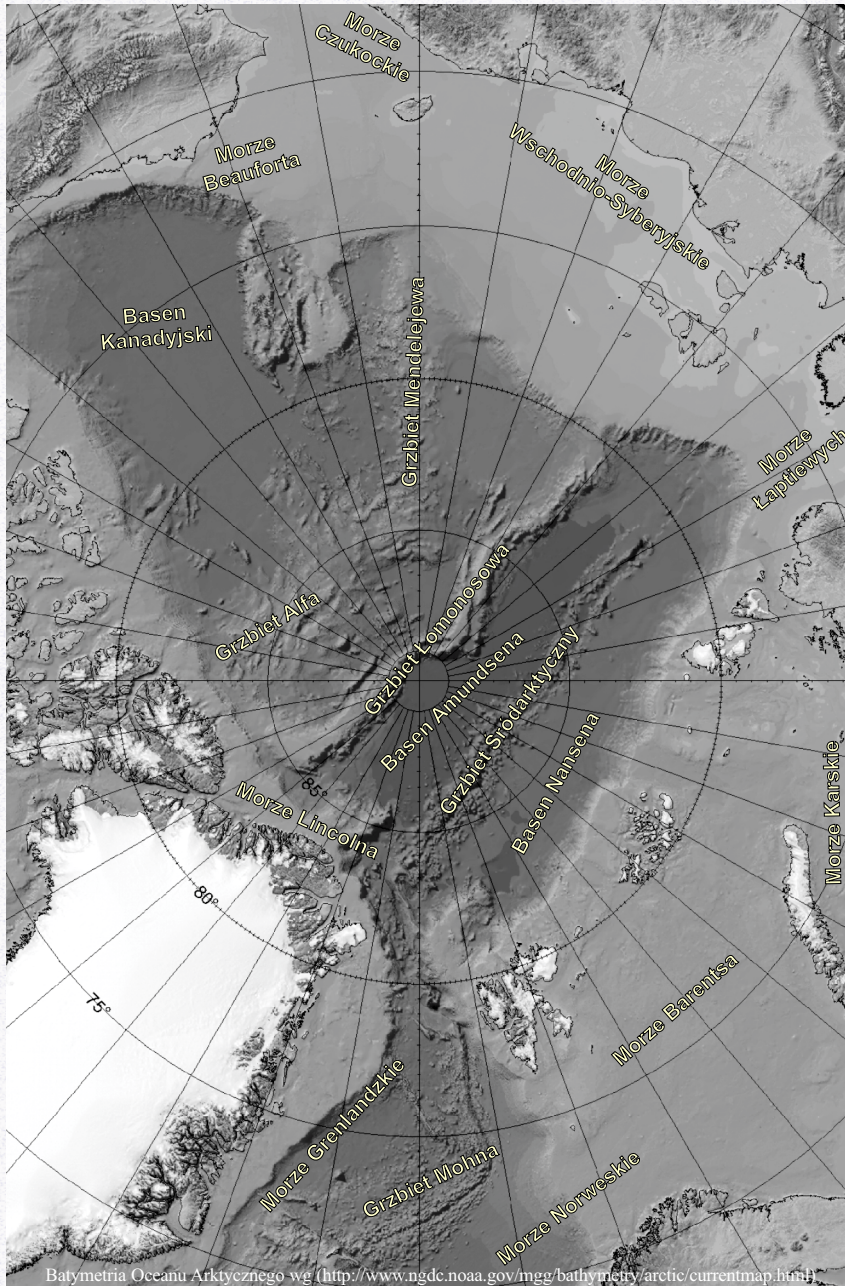 Morze
Czukockie
Morze
Beauforta
Morze
Wschodnio-Syberyjskie
Basen
Kanadyjski
Grzbiet Mendelejewa
Morze
Łaptiewych
Grzbiet Alfa
Grzbiet Łomonosowa
Basen Amundsena
Grzbiet Śródarktyczny
Basen Nansena
Morze Karskie
85°
Morze Lincolna
80°
75°
Morze Barentsa
Morze Grenlandzkie
Grzbiet Mohna
Morze Norweskie
Batymetria Oceanu Arktycznego wg (http://www.ngdc.noaa.gov/mgg/bathymetry/arctic/currentmap.html)